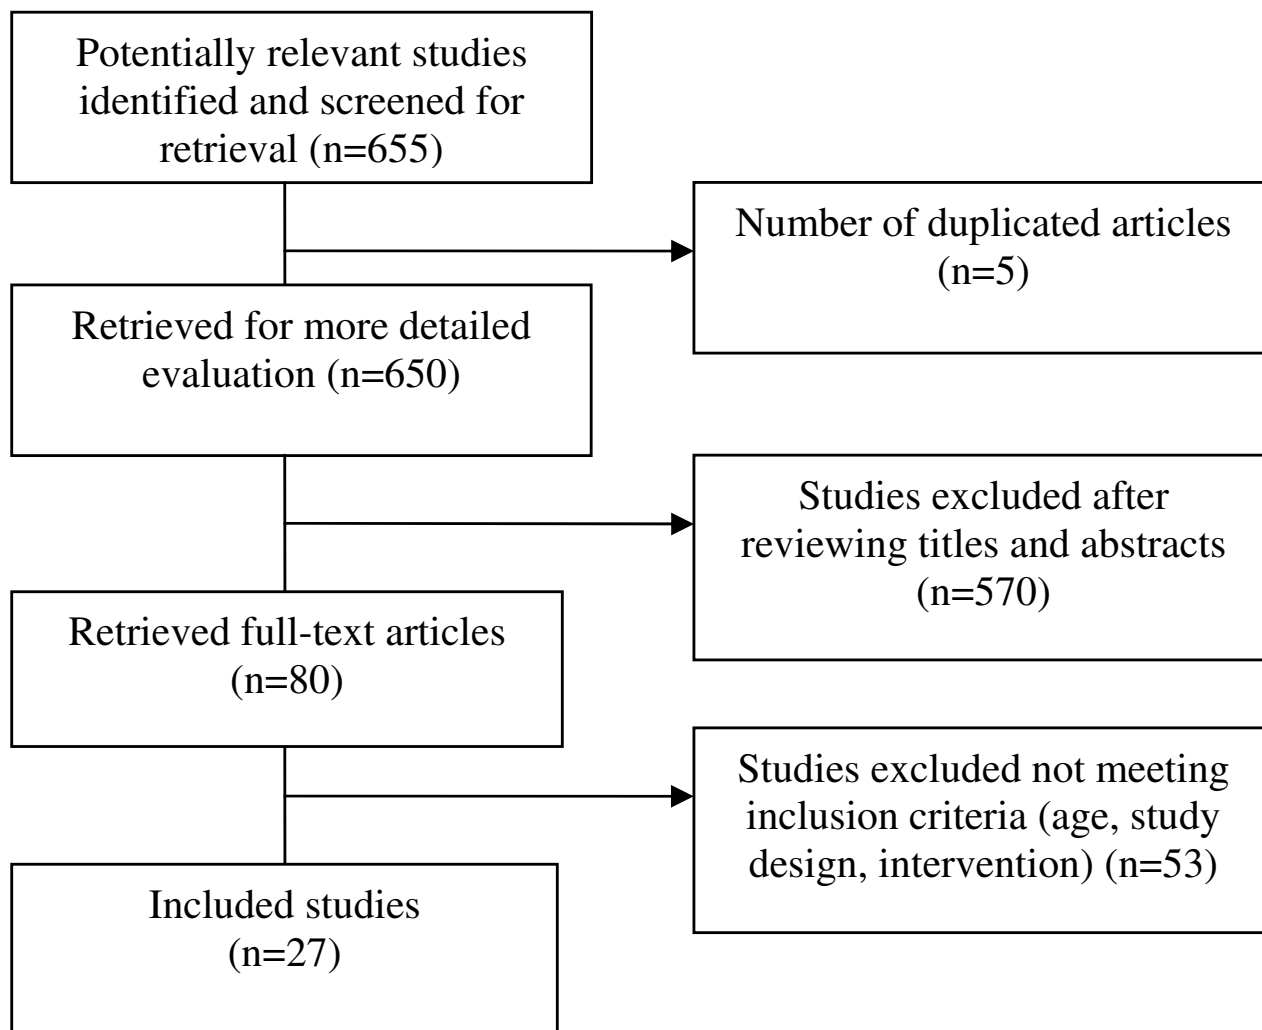 Potentially relevant studies
identified and screened for
retrieval (n=655)
Number of duplicated articles
(n=5)
Retrieved for more detailed
evaluation (n=650)
Studies excluded after
reviewing titles and abstracts
(n=570)
Retrieved full-text articles
(n=80)
Studies excluded not meeting
inclusion criteria (age, study
design, intervention) (n=53)
Included studies
(n=27)